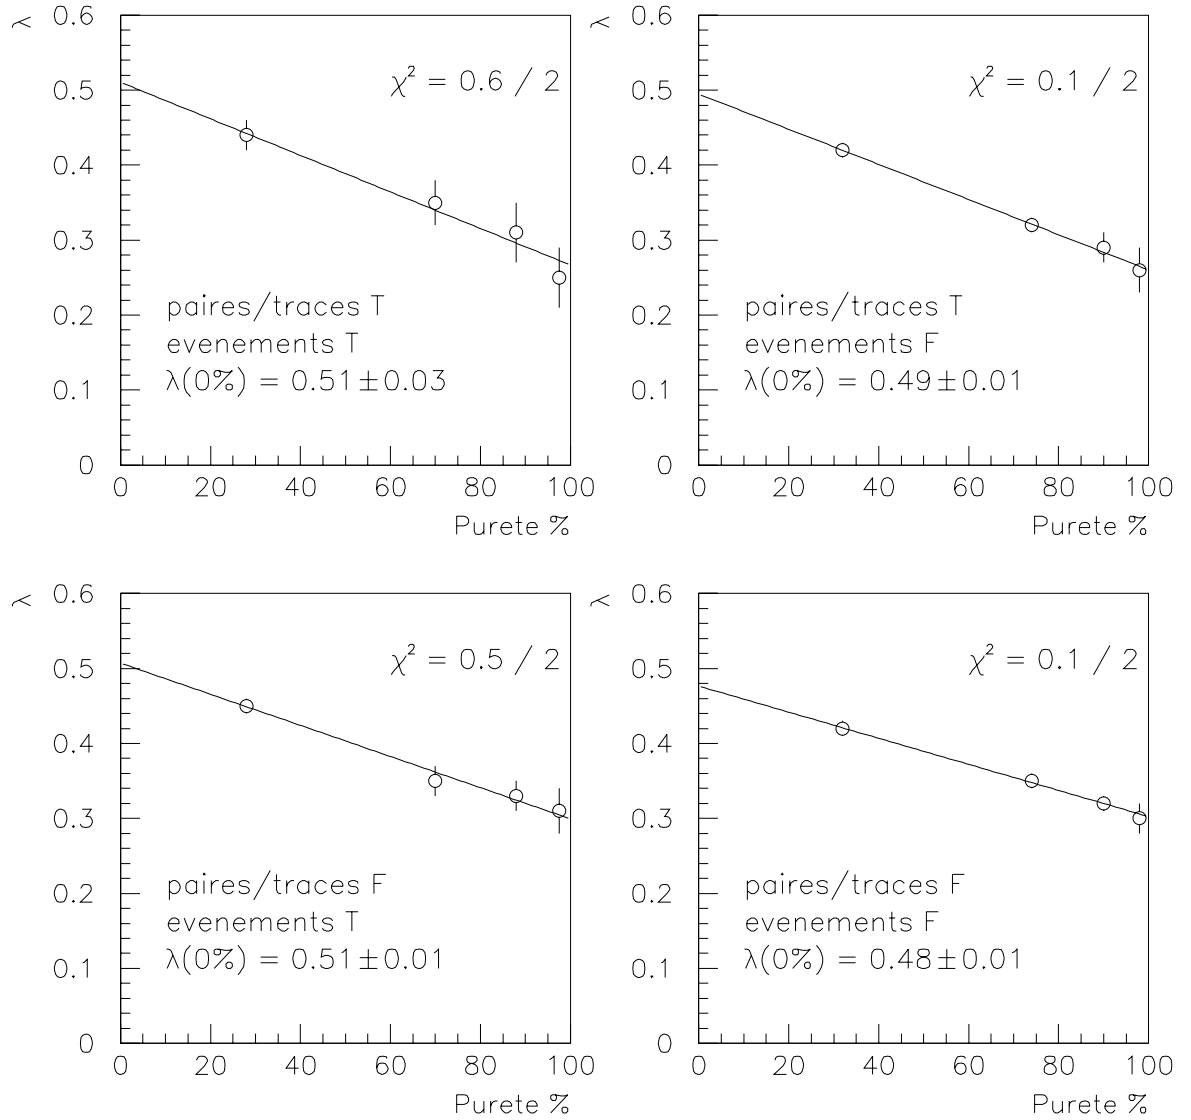 λ
0.6
0.5
0.4
0.3
0.2
0.1
0
χ² = 0.6 / 2
paires/traces T
evenements T
λ(0%) = 0.51±0.03
0 20 40 60 80 100
Purete %
λ
0.6
0.5
0.4
0.3
0.2
0.1
0
χ² = 0.1 / 2
paires/traces T
evenements F
λ(0%) = 0.49±0.01
0 20 40 60 80 100
Purete %
λ
0.6
0.5
0.4
0.3
0.2
0.1
0
χ² = 0.5 / 2
paires/traces F
evenements T
λ(0%) = 0.51±0.01
0 20 40 60 80 100
Purete %
λ
0.6
0.5
0.4
0.3
0.2
0.1
0
χ² = 0.1 / 2
paires/traces F
evenements F
λ(0%) = 0.48±0.01
0 20 40 60 80 100
Purete %